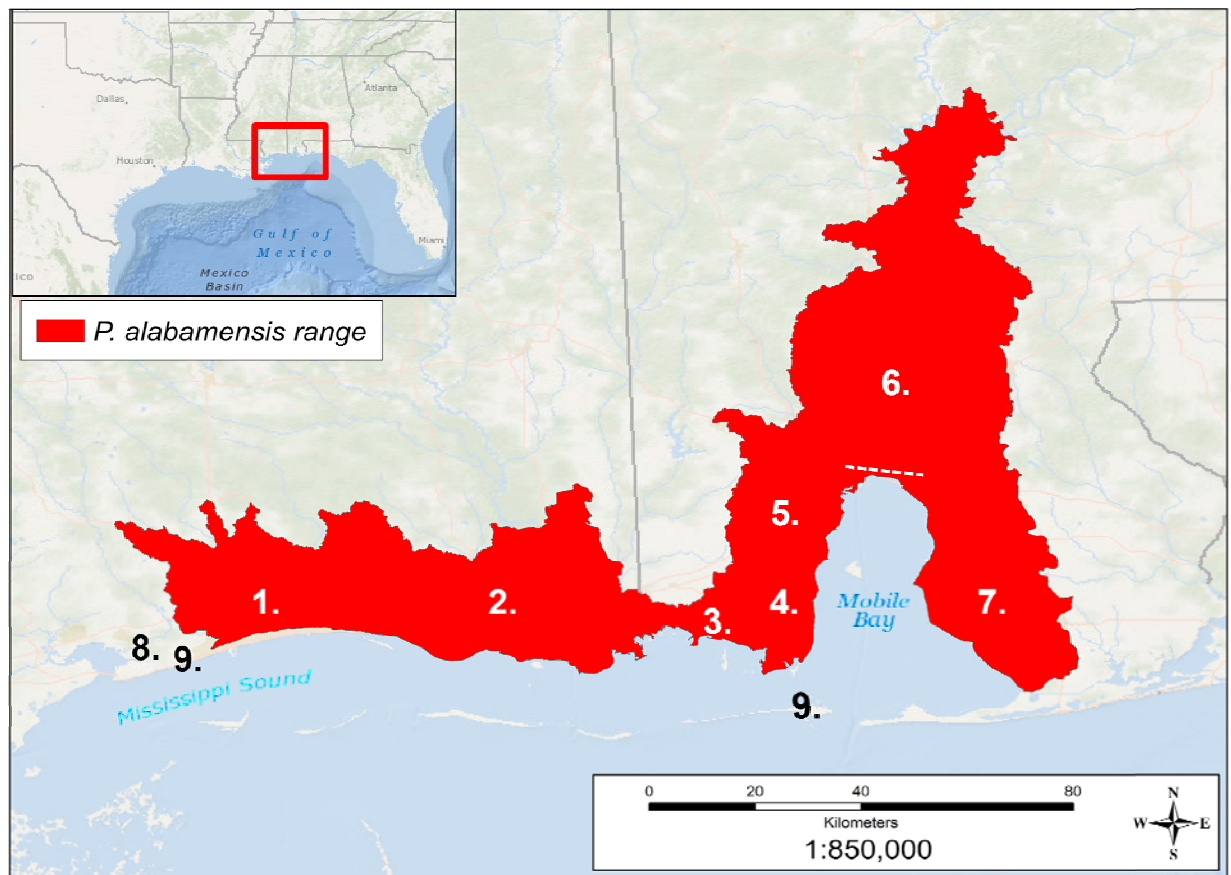 Dallas
Atlanta
Houston
Gulf of
Mexico
Miami
ico
Mexico
Basin
P. alabamensis range
6.
5.
1.
2.
4.
7.
Mobile
Bay
3.
8.
9.
Mississippi Sound
9.
0 20 40 80
Kilometers
1:850,000
N
W E
S